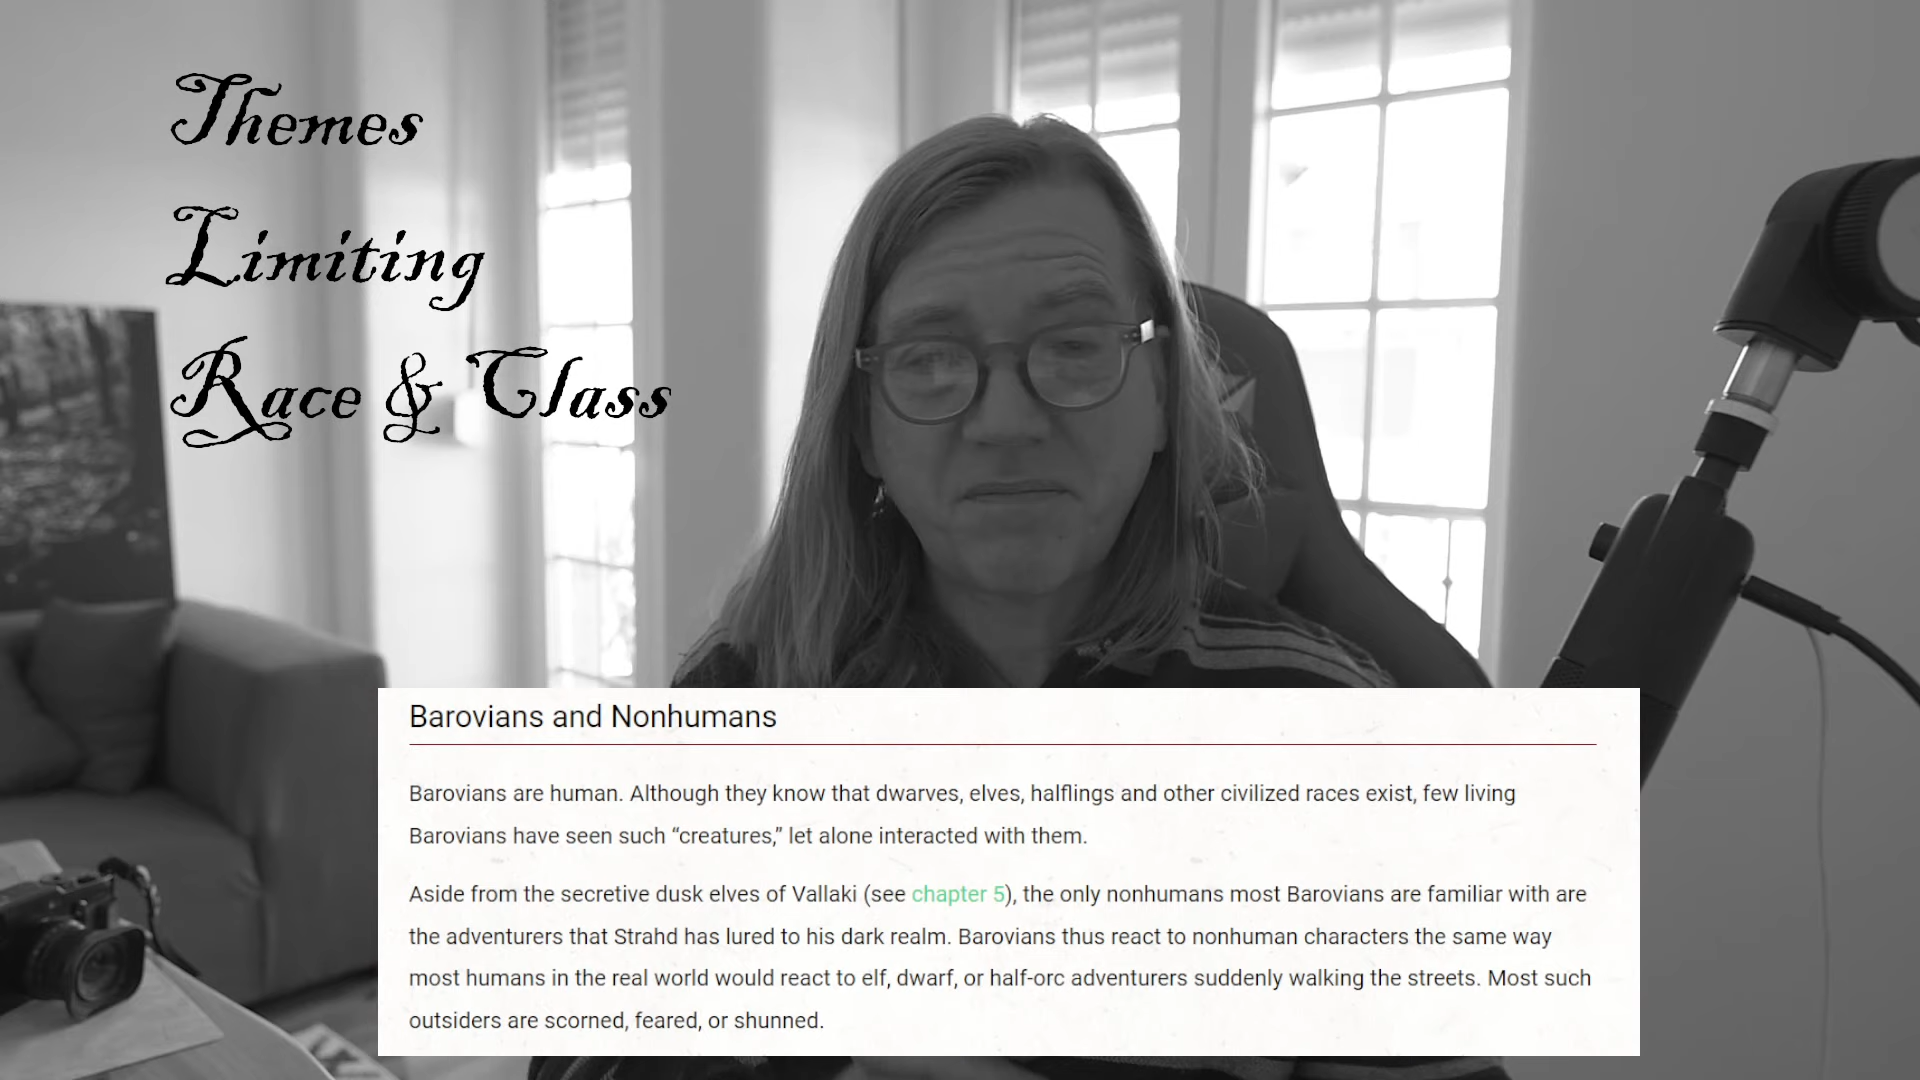 Themes
Limiting
Race & Class
Barovians and Nonhumans
Barovians are human. Although they know that dwarves, elves, halflings and other civilized races exist, few living
Barovians have seen such “creatures,” let alone interacted with them.
Aside from the secretive dusk elves of Vallaki (see chapter 5), the only nonhumans most Barovians are familiar with are
the adventurers that Strahd has lured to his dark realm. Barovians thus react to nonhuman characters the same way
most humans in the real world would react to elf, dwarf, or half-orc adventurers suddenly walking the streets. Most such
outsiders are scorned, feared, or shunned.